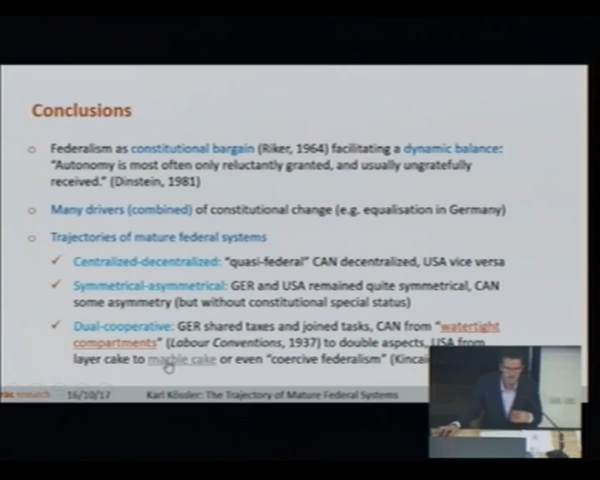 Conclusions
Federalism as constitutional bargain (Riker, 1964) facilitating a dynamic balance:
"Autonomy is most often only reluctantly granted, and usually ungratefully
received." (Dinstein, 1981)
Many drivers (combined) of constitutional change (e.g. equalisation in Germany)
Trajectories of mature federal systems
Centralized-decentralized: "quasi-federal" CAN decentralized, USA vice versa
Symmetrical-asymmetrical: GER and USA remained quite symmetrical, CAN
some asymmetry (but without constitutional special status)
Dual-cooperative: GER shared taxes and joined tasks, CAN from "watertight
compartments" (Labour Conventions, 1937) to double aspects, USA from
layer cake to marble cake or even "coercive federalism"
research 16/10/17 Karl Kössler: The Trajectory of Mature Federal Systems